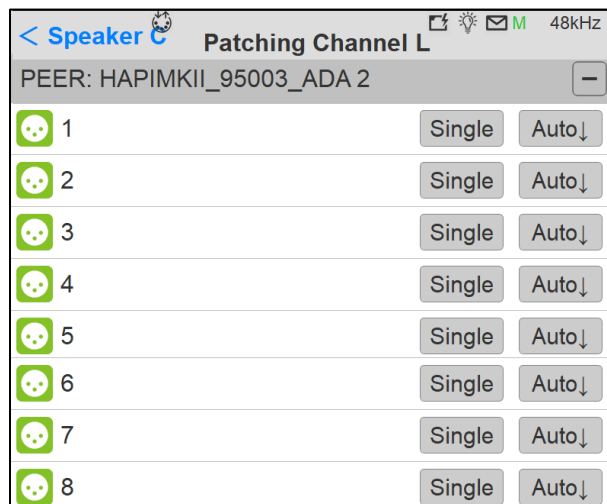 < Speaker C Patching Channel L M 48kHz
PEER: HAPIMKII_95003_ADA 2 −
1 Single Auto↓
2 Single Auto↓
3 Single Auto↓
4 Single Auto↓
5 Single Auto↓
6 Single Auto↓
7 Single Auto↓
8 Single Auto↓